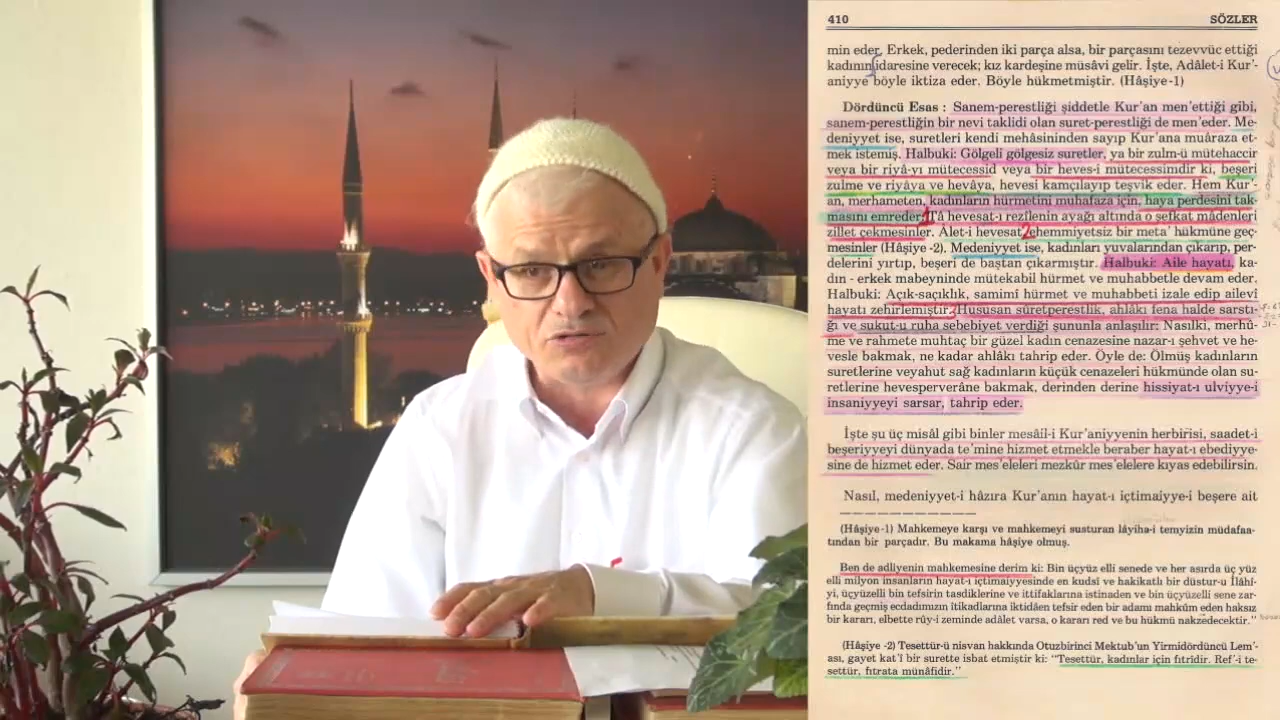 410 SÖZLER
min eder. Erkek, pederinden iki parça alsa, bir parçasını tezevvüc ettiği
kadının idaresine verecek; kız kardeşine müsâvi gelir. İşte, Adâlet-i Kur'-
aniyye böyle iktiza eder. Böyle hükmetmiştir. (Hâşiye-1)
Dördüncü Esas : Sanem-perestliği şiddetle Kur'an men'ettiği gibi,
sanem-perestliğin bir nevi taklidi olan suret-perestliği de men'eder. Me-
deniyyet ise, suretleri kendi mehâsininden sayıp Kur'ana muâraza et-
mek istemiş. Halbuki: Gölgeli gölgesiz suretler, ya bir zulm-ü mütehaccir
veya bir riyâ-yı mütecessid veya bir heves-i mütecessimdir ki, beşeri
zulme ve riyâya ve hevâya, hevesi kamçılayıp teşvik eder. Hem Kur'-
an, merhameten, kadınların hürmetini muhafaza için, haya perdesini tak-
masını emreder. 1 Tâ hevesat-ı rezîlenin ayağı altında o şefkat mâdenleri
zillet çekmesinler. Âlet-i hevesat, 2 ehemmiyetsiz bir meta' hükmüne geç-
mesinler (Hâşiye -2). Medeniyyet ise, kadınları yuvalarından çıkarıp, per-
delerini yırtıp, beşeri de baştan çıkarmıştır. Halbuki: Aile hayatı, ka-
dın - erkek mabeyninde mütekabil hürmet ve muhabbetle devam eder.
Halbuki: Açık-saçıklık, samimî hürmet ve muhabbeti izale edip ailevi
hayatı zehirlemiştir. 3 Hususan sûretperestlik, ahlâkı fena halde sarstı-
ğı ve sukut-u ruha sebebiyet verdiği şununla anlaşılır: Nasılki, merhû-
me ve rahmete muhtaç bir güzel kadın cenazesine nazar-ı şehvet ve he-
vesle bakmak, ne kadar ahlâkı tahrip eder. Öyle de: Ölmüş kadınların
suretlerine veyahut sağ kadınların küçük cenazeleri hükmünde olan su-
retlerine hevesperverâne bakmak, derinden derine hissiyat-ı ulviyye-i
insaniyyeyi sarsar, tahrip eder.
İşte şu üç misâl gibi binler mesâil-i Kur'aniyyenin herbirisi, saadet-i
beşeriyyeyi dünyada te'mine hizmet etmekle beraber hayat-ı ebediyye-
sine de hizmet eder. Sair mes'eleleri mezkûr mes'elelere kıyas edebilirsin.
Nasıl, medeniyyet-i hâzıra Kur'anın hayat-ı içtimaiyye-i beşere ait
(Hâşiye-1) Mahkemeye karşı ve mahkemeyi susturan lâyiha-i temyizin müdafaa-
tından bir parçadır. Bu makama hâşiye olmuş.
Ben de adliyenin mahkemesine derim ki: Bin üçyüz elli senede ve her asırda üç yüz
elli milyon insanların hayat-ı içtimaiyyesinde en kudsî ve hakikatlı bir düstur-u İlâhî-
yi, üçyüzelli bin tefsirin tasdiklerine ve ittifaklarına istinaden ve bin üçyüzelli sene zar-
fında geçmiş ecdadımızın îtikadlarına iktidâen tefsir eden bir adamı mahkûm eden haksız
bir kararı, elbette rûy-i zeminde adâlet varsa, o kararı red ve bu hükmü nakzedecektir."
(Hâşiye -2) Tesettür-ü nisvan hakkında Otuzbirinci Mektub'un Yirmidördüncü Lem'-
ası, gayet kat'î bir surette isbat etmiştir ki: "Tesettür, kadınlar için fıtrîdir. Ref'-i te-
settür, fıtrata münâfidir."